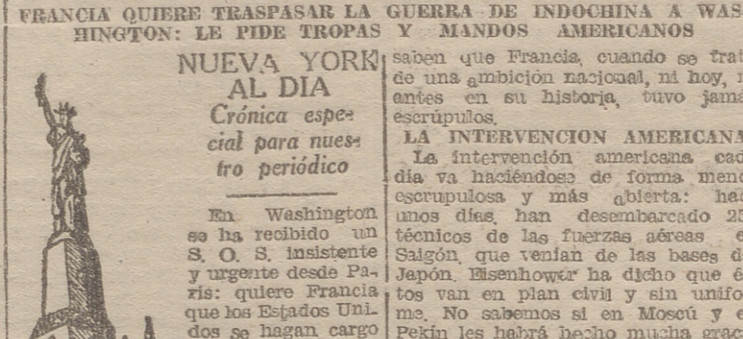 FRANCIA QUIERE TRASPASAR LA GUERRA DE INDOCHINA A WAS-
HINGTON: LE PIDE TROPAS Y MANDOS AMERICANOS
NUEVA YORK
AL DIA
Crónica espe-
cial para nues-
tro periódico
En Washington
se ha recibido un
S. O. S. insistente
y urgente desde Pa-
rís: quiere Francia
que los Estados Uni-
dos se hagan cargo
saben que Francia, cuando se trat
de una ambición nacional, ni hoy, n
antes en su historia, tuvo jamá
escrúpulos.
LA INTERVENCION AMERICANA
La intervención americana cad
día va haciéndose de forma meno
escrupulosa y más abierta: hac
unos días, han desembarcado 25
técnicos de las fuerzas aéreas e
Saigón, que venían de las bases d
Japón. Eisenhower ha dicho que é
tos van en plan civil y sin unifo
me. No sabemos si en Moscú y e
Pekín les habrá hecho mucha grac